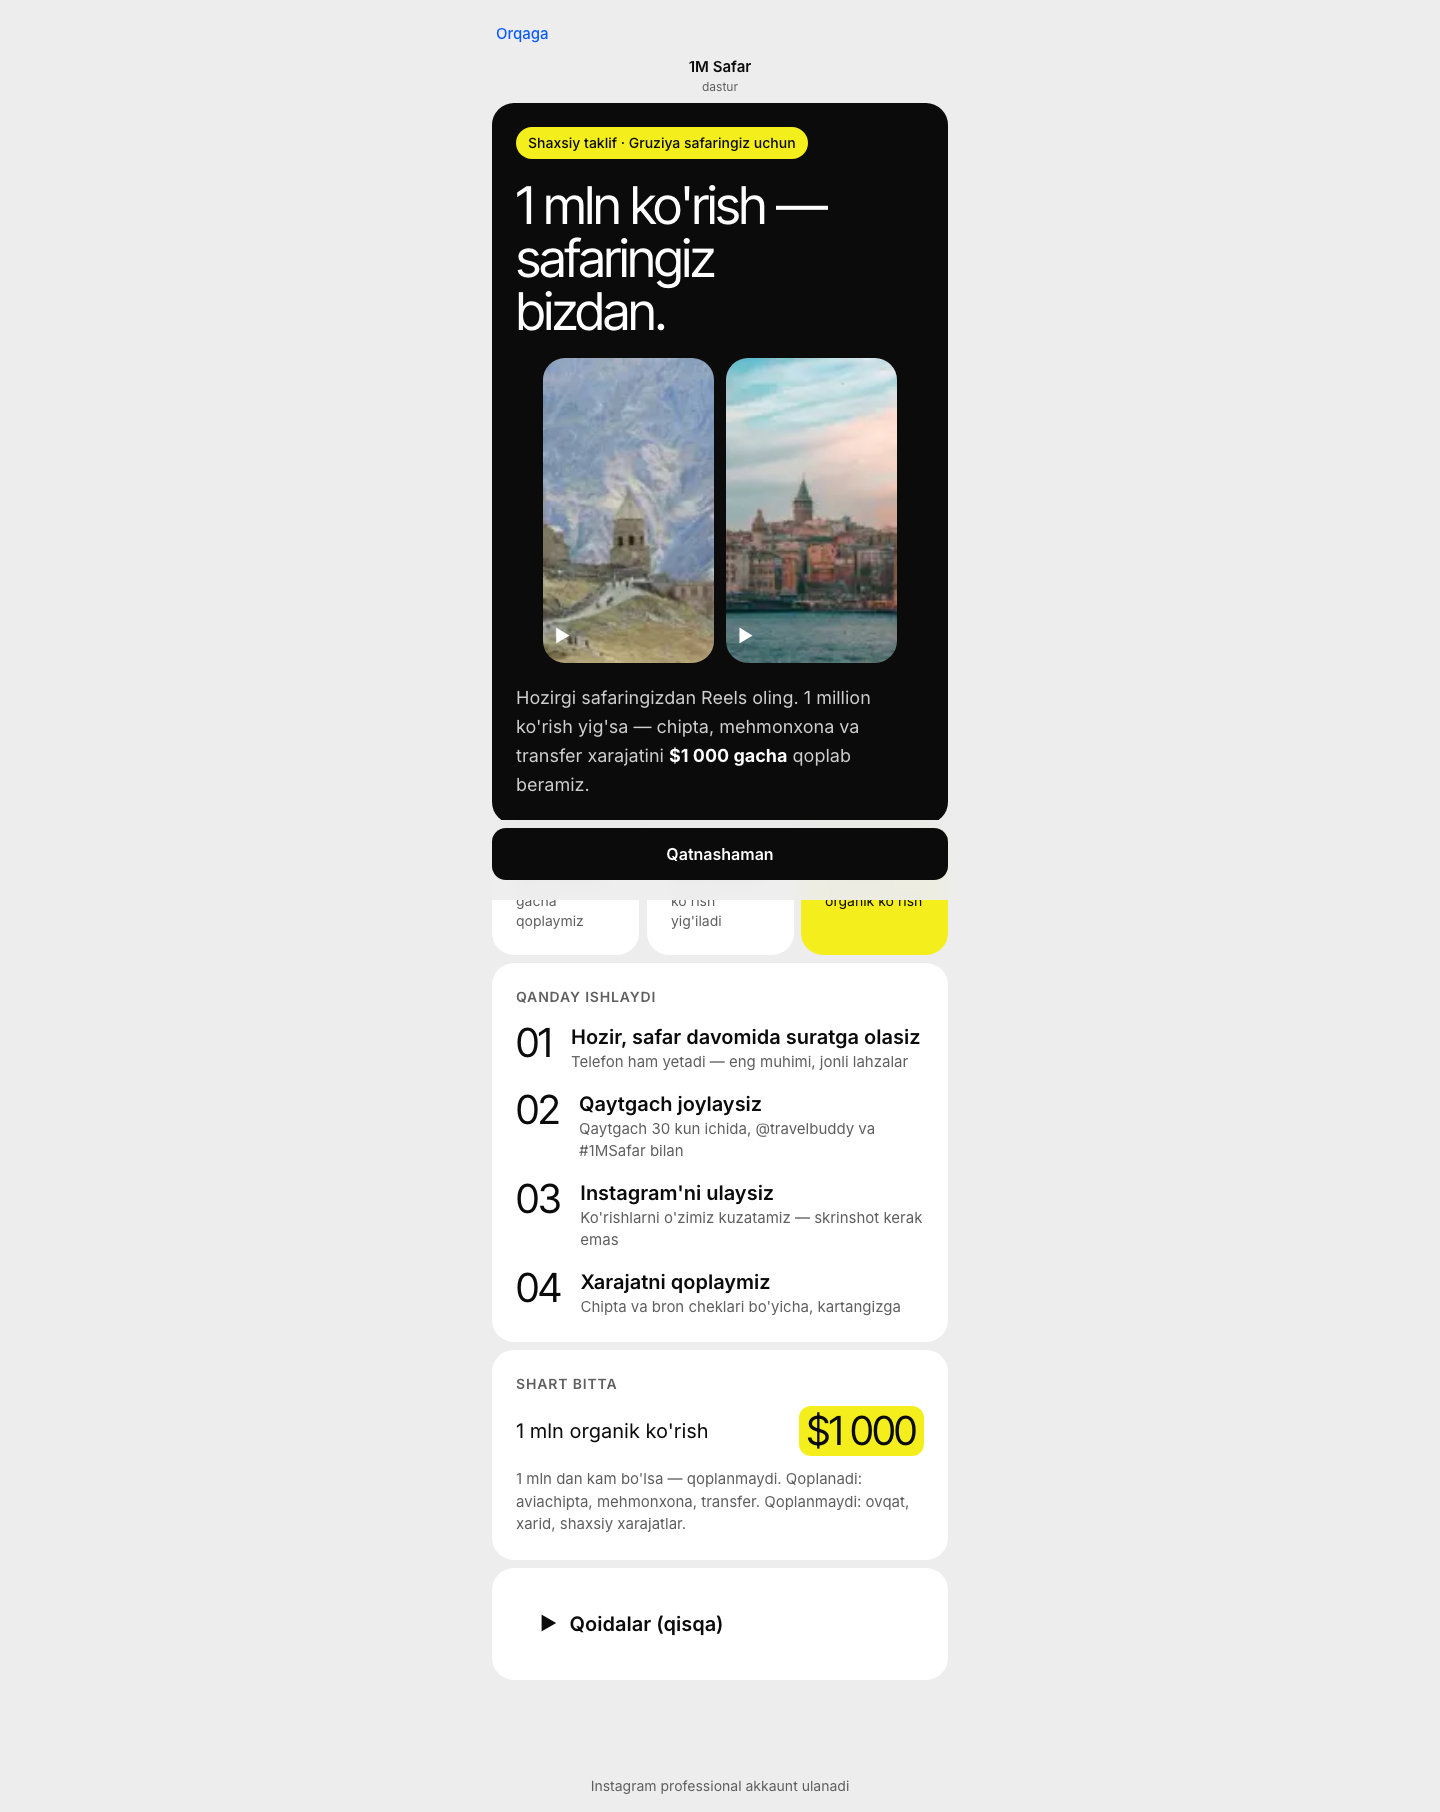 Orqaga
1M Safar
dastur
Shaxsiy taklif · Gruziya safaringiz uchun
1 mln ko'rish —
safaringiz
bizdan.
Hozirgi safaringizdan Reels oling. 1 million
ko'rish yig'sa — chipta, mehmonxona va
transfer xarajatini $1 000 gacha qoplab
beramiz.
Qatnashaman
gacha
qoplaymiz
ko'rish
yig'iladi
organik ko'rish
QANDAY ISHLAYDI
01 Hozir, safar davomida suratga olasiz
Telefon ham yetadi — eng muhimi, jonli lahzalar
02 Qaytgach joylaysiz
Qaytgach 30 kun ichida, @travelbuddy va
#1MSafar bilan
03 Instagram'ni ulaysiz
Ko'rishlarni o'zimiz kuzatamiz — skrinshot kerak
emas
04 Xarajatni qoplaymiz
Chipta va bron cheklari bo'yicha, kartangizga
SHART BITTA
1 mln organik ko'rish $1 000
1 mln dan kam bo'lsa — qoplanmaydi. Qoplanadi:
aviachipta, mehmonxona, transfer. Qoplanmaydi: ovqat,
xarid, shaxsiy xarajatlar.
Qoidalar (qisqa)
Instagram professional akkaunt ulanadi